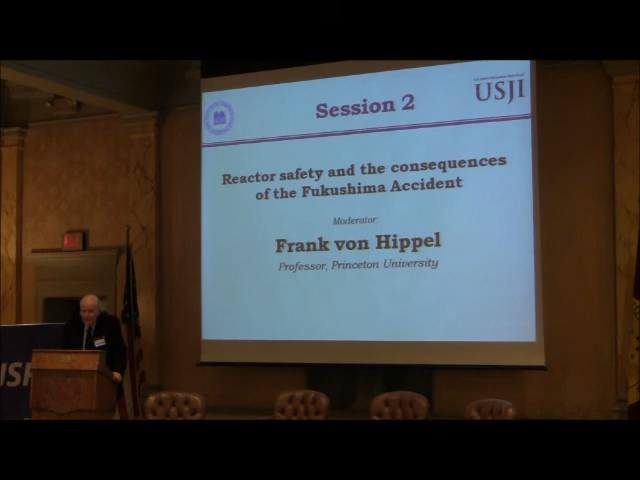 USJI
Session 2
Reactor safety and the consequences
of the Fukushima Accident
Moderator:
Frank von Hippel
Professor, Princeton University